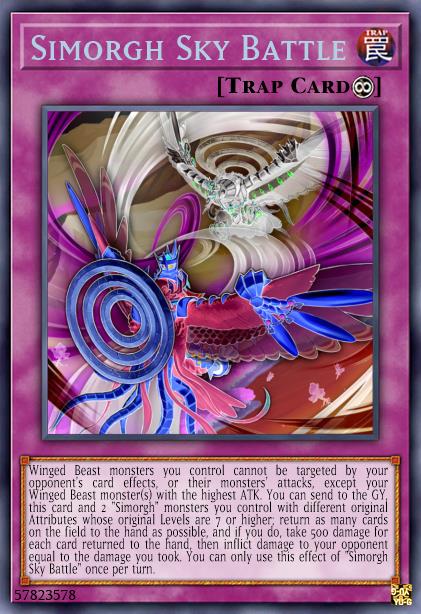 Simorgh Sky Battle
TRAP
罠
[Trap Card]
Winged Beast monsters you control cannot be targeted by your
opponent's card effects, or their monsters' attacks, except your
Winged Beast monster(s) with the highest ATK. You can send to the GY,
this card and 2 "Simorgh" monsters you control with different original
Attributes whose original Levels are 7 or higher; return as many cards
on the field to the hand as possible, and if you do, take 500 damage for
each card returned to the hand, then inflict damage to your opponent
equal to the damage you took. You can only use this effect of "Simorgh
Sky Battle" once per turn.
57823578